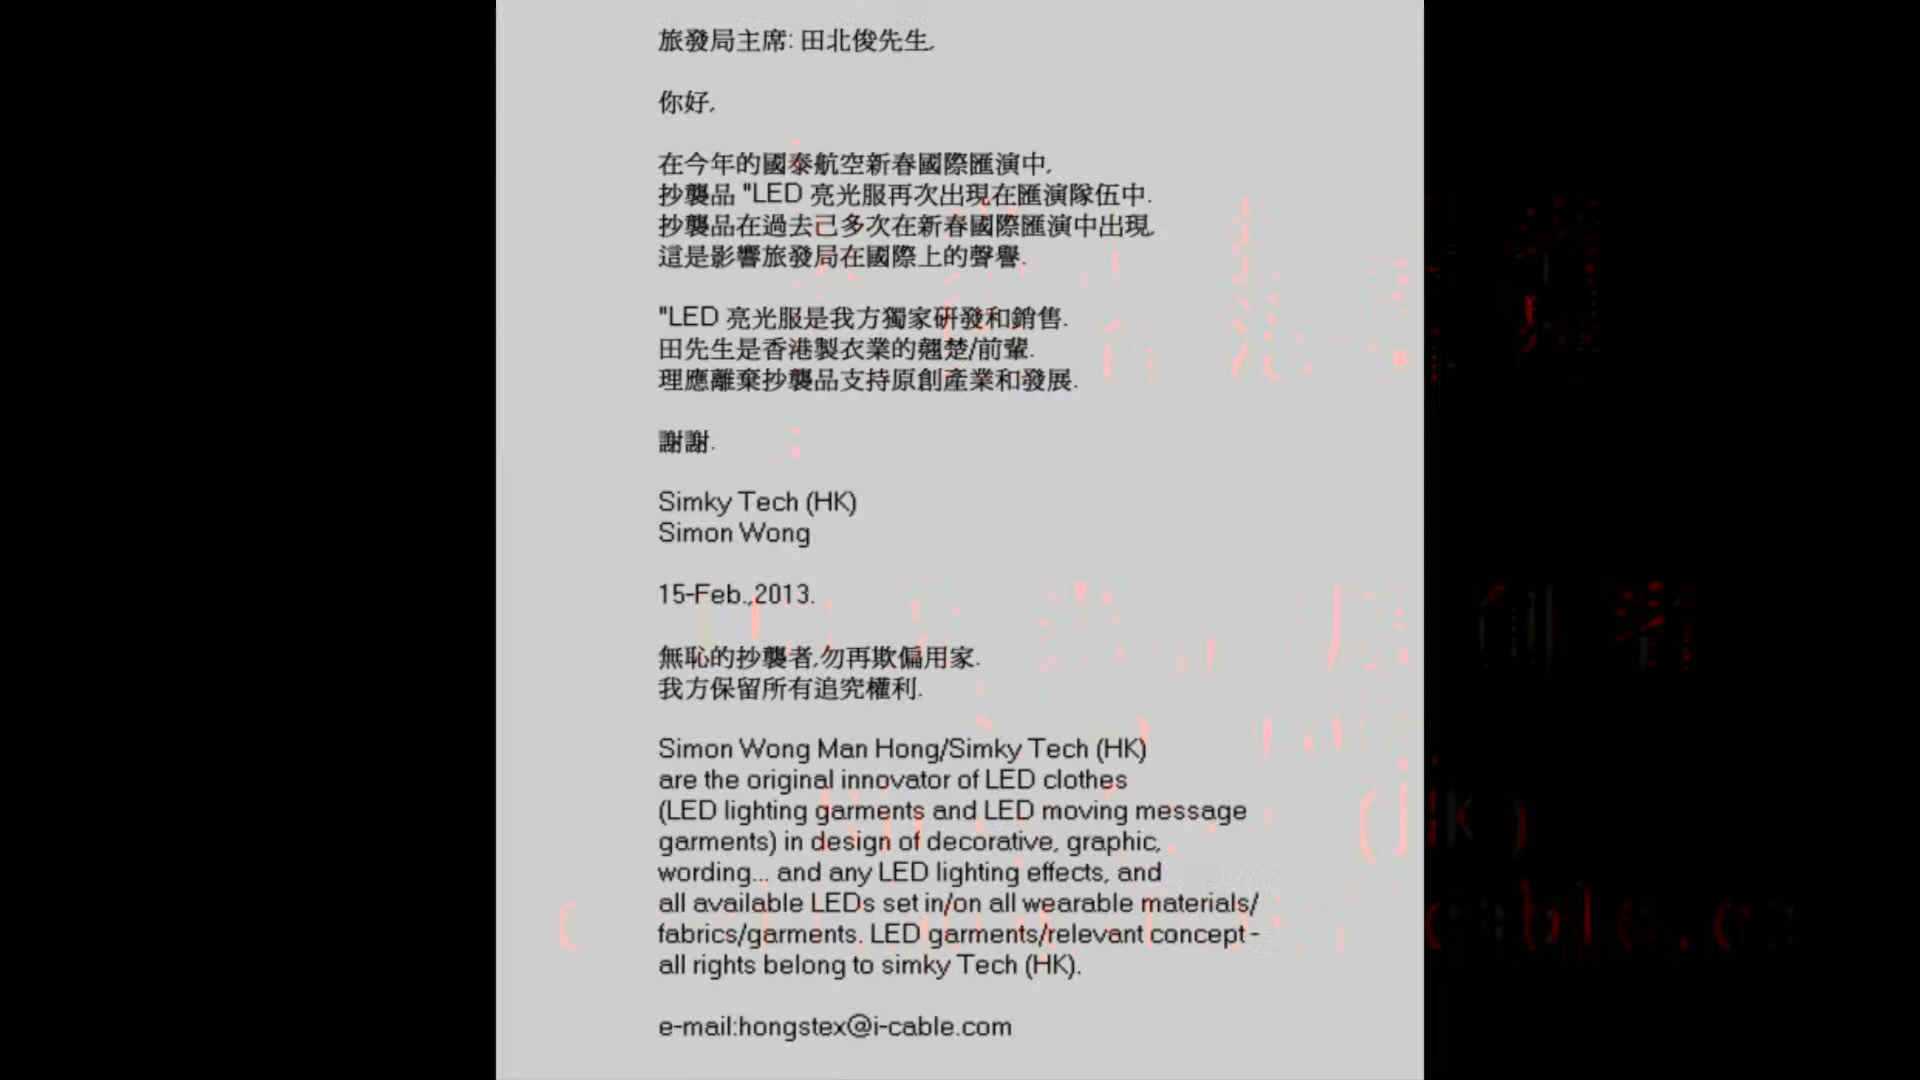 旅發局主席: 田北俊先生,
你好,
在今年的國泰航空新春國際匯演中,
抄襲品 "LED 亮光服再次出現在匯演隊伍中.
抄襲品在過去己多次在新春國際匯演中出現,
這是影響旅發局在國際上的聲譽.
"LED 亮光服是我方獨家研發和銷售.
田先生是香港製衣業的翹楚/前輩.
理應離棄抄襲品支持原創產業和發展.
謝謝.
Simky Tech (HK)
Simon Wong
15-Feb.,2013.
無恥的抄襲者,勿再欺偏用家.
我方保留所有追究權利.
Simon Wong Man Hong/Simky Tech (HK)
are the original innovator of LED clothes
(LED lighting garments and LED moving message
garments) in design of decorative, graphic,
wording... and any LED lighting effects, and
all available LEDs set in/on all wearable materials/
fabrics/garments. LED garments/relevant concept -
all rights belong to simky Tech (HK).
e-mail:hongstex@i-cable.com